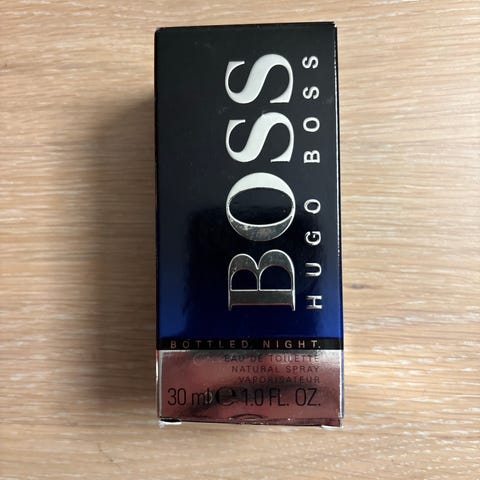 BOSS
HUGO BOSS
BOTTLED.NIGHT.
EAU DE TOILETTE
NATURAL SPRAY
VAPORISATEUR
30 ml ℮ 1.0 FL. OZ.